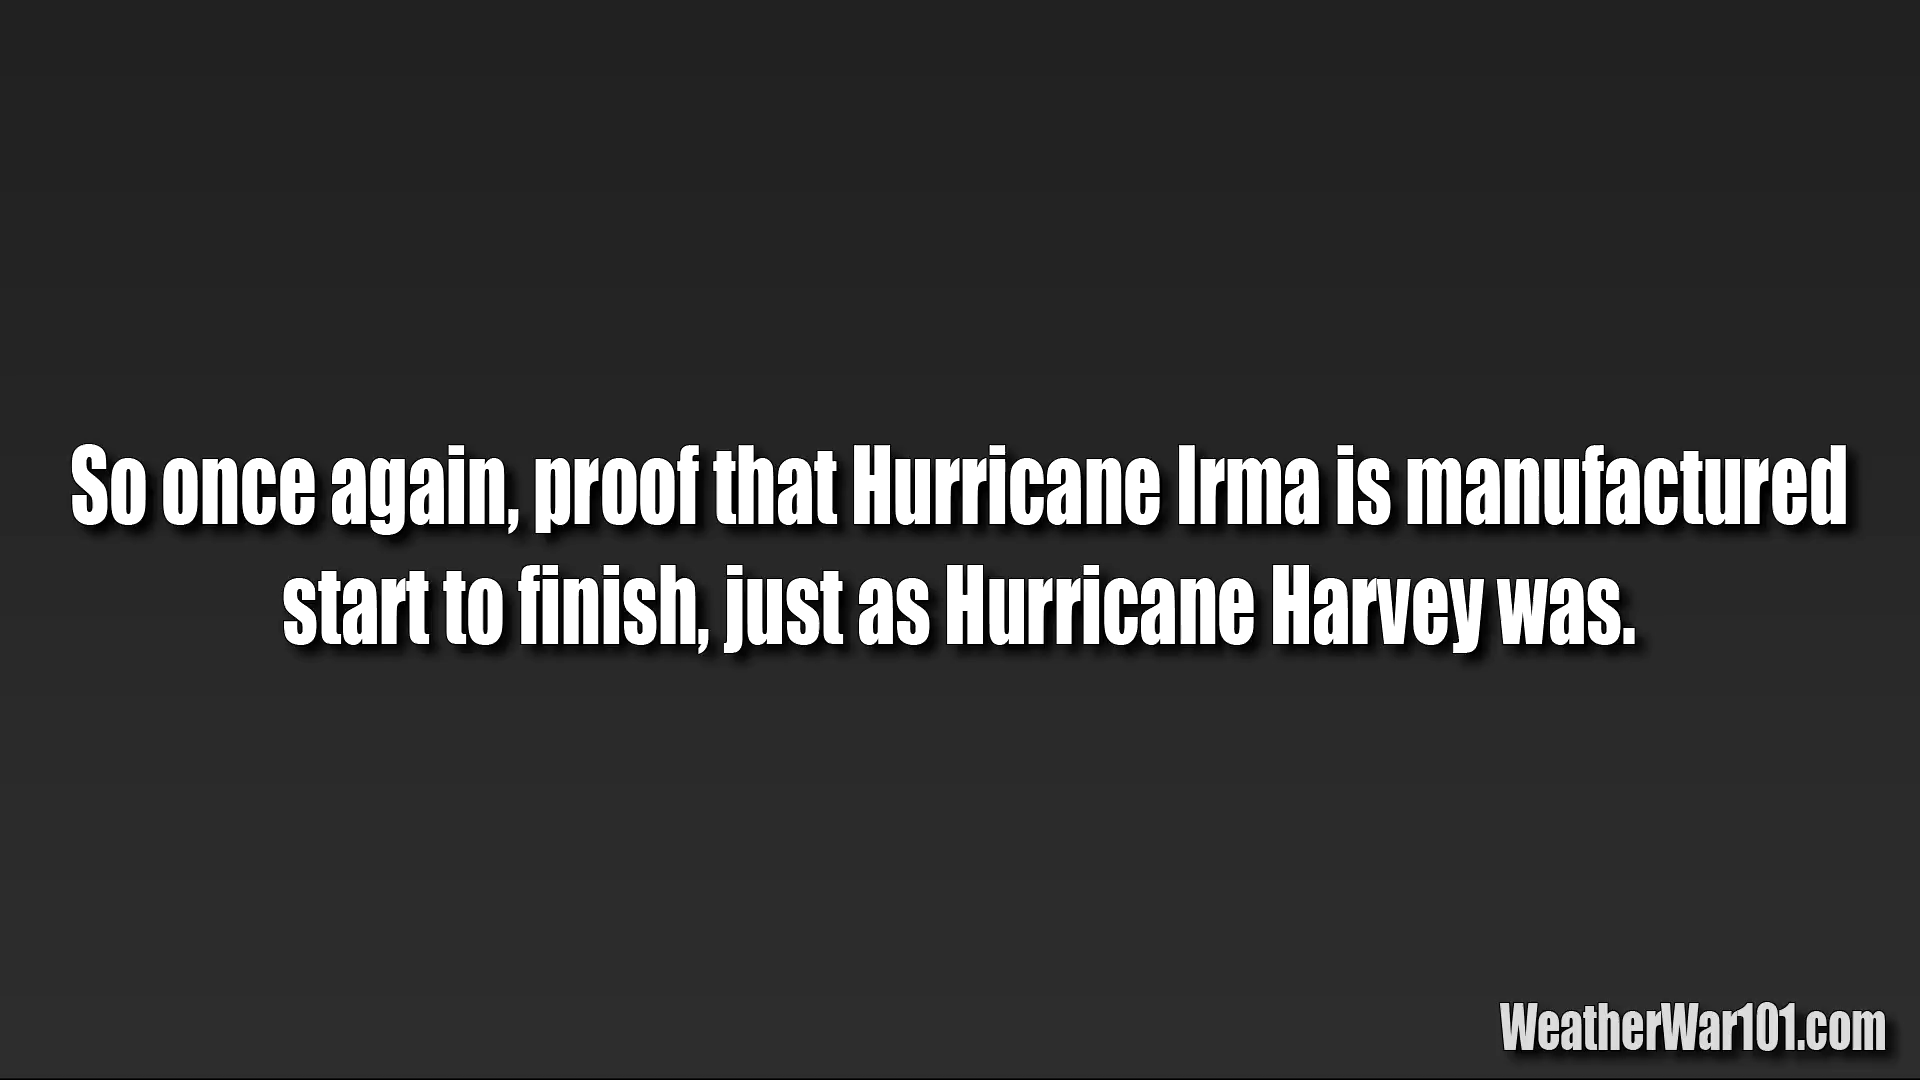 So once again, proof that Hurricane Irma is manufactured
start to finish, just as Hurricane Harvey was.
WeatherWar101.com